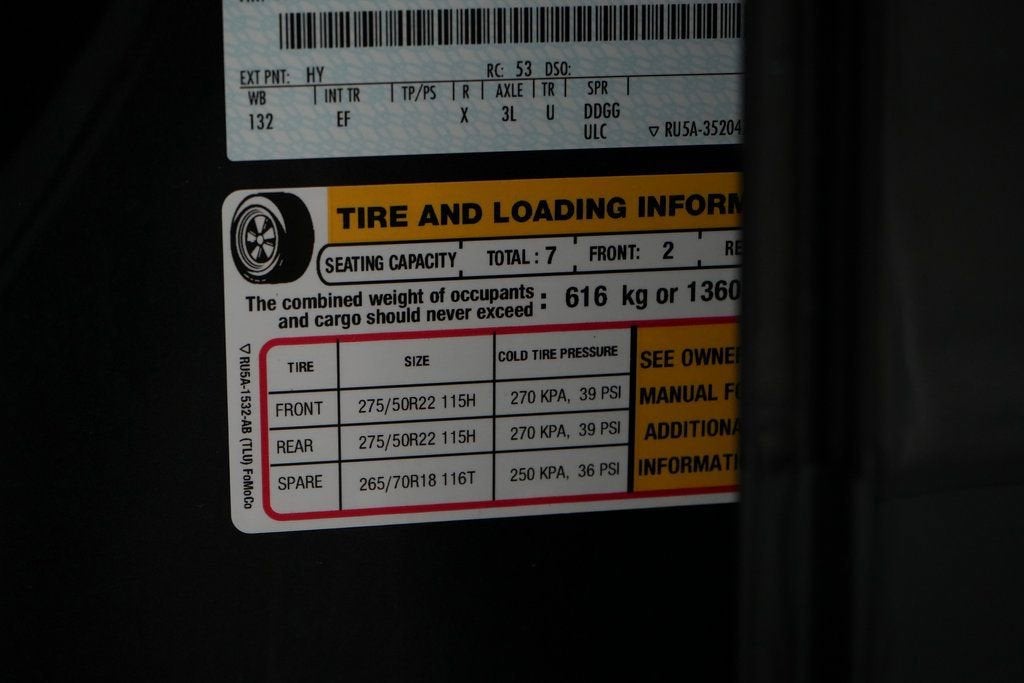 EXT PNT: HY RC: 53 DSO:
WB INT TR TP/PS R AXLE TR SPR
132 EF X 3L U DDGG
ULC ▽ RU5A-35204
TIRE AND LOADING INFORM
SEATING CAPACITY TOTAL : 7 FRONT: 2 RE
The combined weight of occupants
and cargo should never exceed : 616 kg or 1360
TIRE SIZE COLD TIRE PRESSURE
FRONT 275/50R22 115H 270 KPA, 39 PSI
REAR 275/50R22 115H 270 KPA, 39 PSI
SPARE 265/70R18 116T 250 KPA, 36 PSI
SEE OWNER
MANUAL FO
ADDITIONA
INFORMATI
▽ RU5A-1532-AB (TLU) FoMoCo